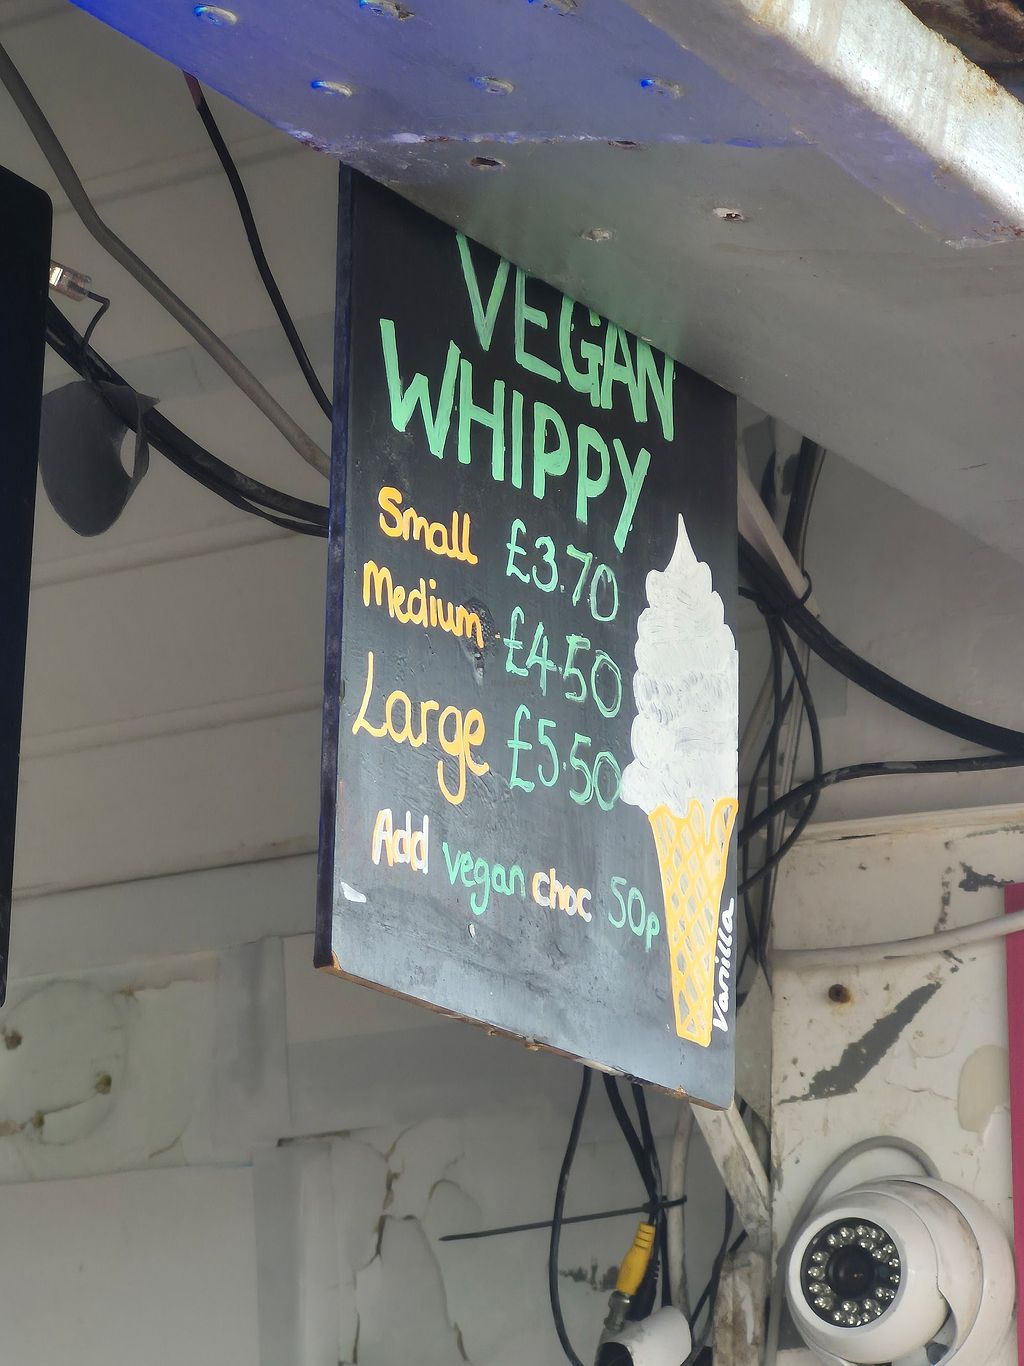 VEGAN
WHIPPY
Small £3.70
Medium £4.50
Large £5.50
Add vegan choc 50p
Vanilla